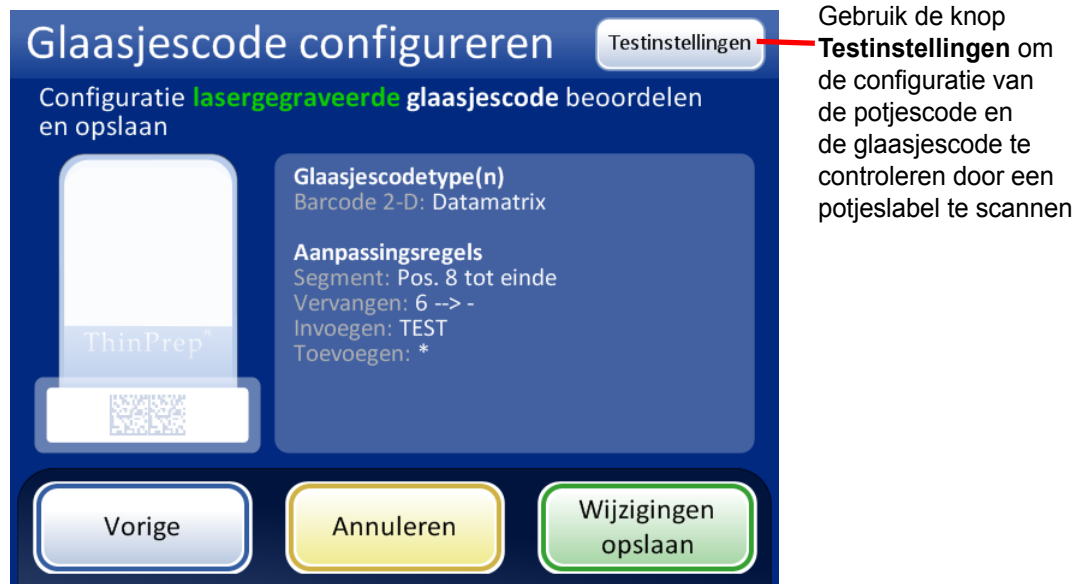 Glaasjescode configureren
Testinstellingen
Configuratie lasergegraveerde glaasjescode beoordelen
en opslaan
ThinPrep®
Glaasjescodetype(n)
Barcode 2-D: Datamatrix
Aanpassingsregels
Segment: Pos. 8 tot einde
Vervangen: 6 --> -
Invoegen: TEST
Toevoegen: *
Vorige
Annuleren
Wijzigingen
opslaan
Gebruik de knop
Testinstellingen om
de configuratie van
de potjescode en
de glaasjescode te
controleren door een
potjeslabel te scannen